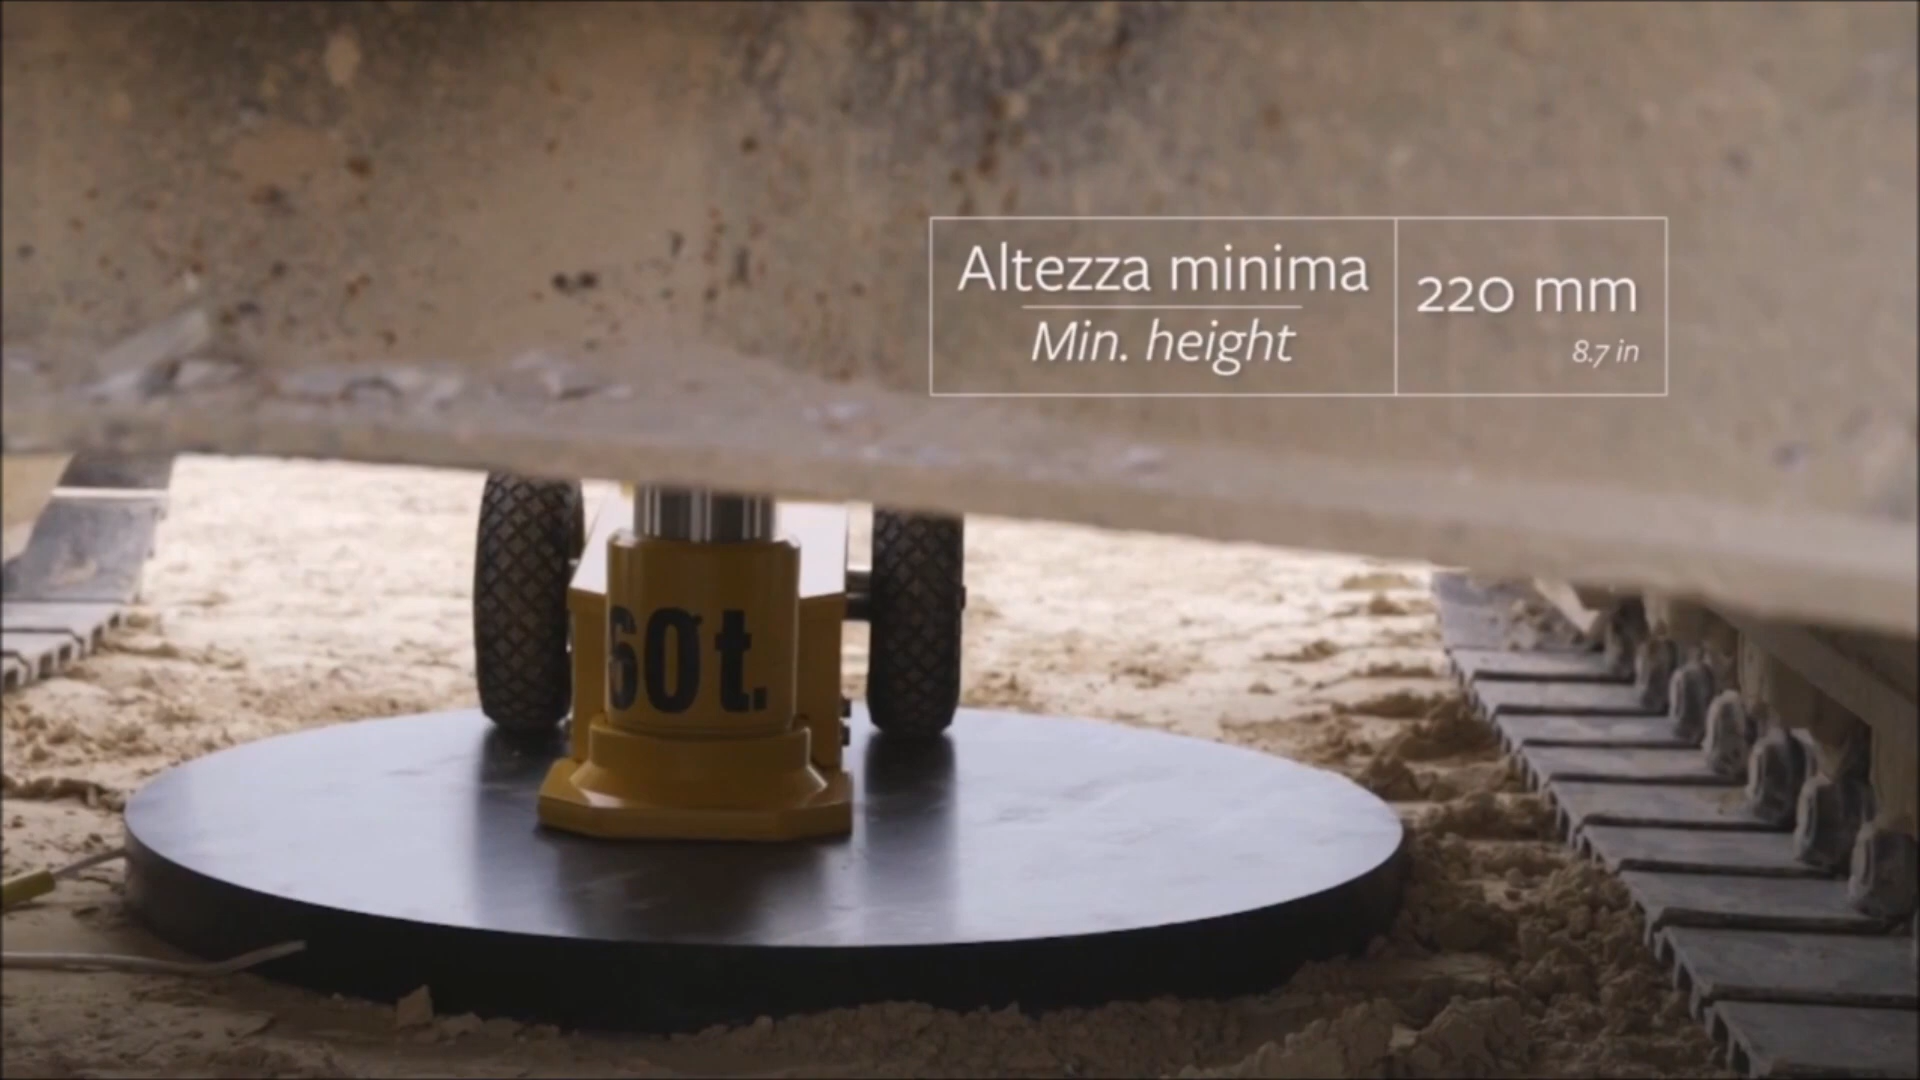 Altezza minima
Min. height
220 mm
8.7 in
60t.